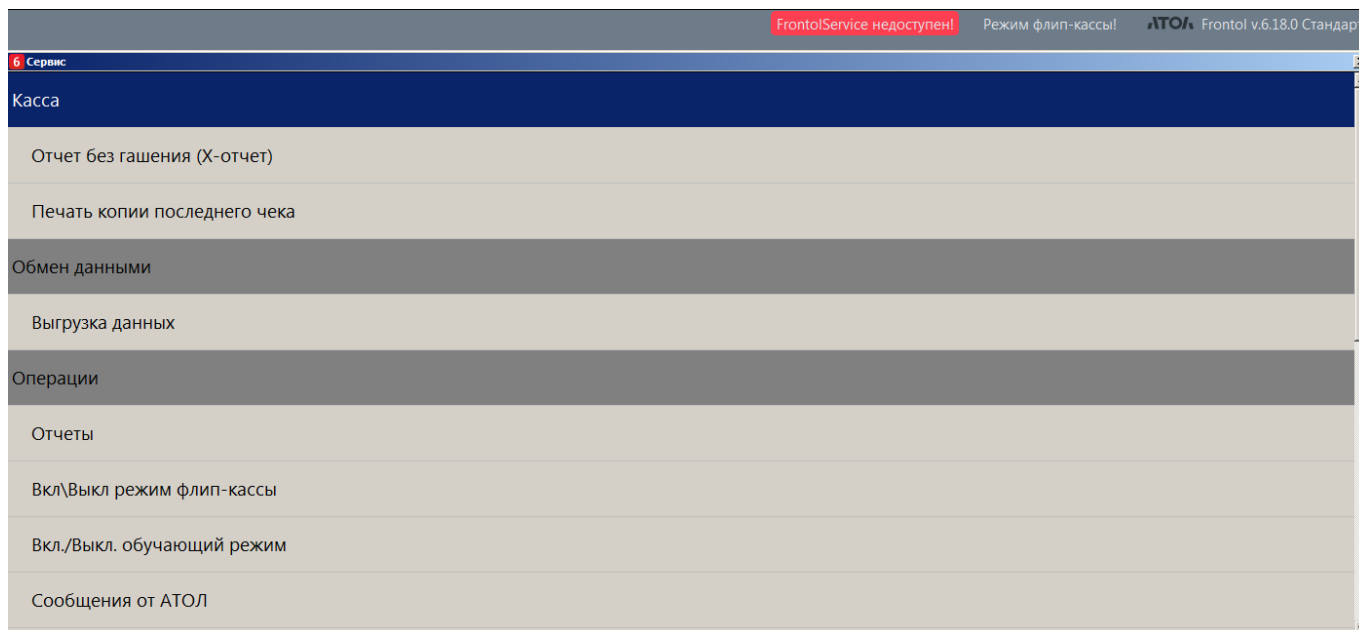 FrontolService недоступен! Режим флип-кассы! АТОЛ Frontol v.6.18.0 Стандарт
6 Сервис
Касса
Отчет без гашения (Х-отчет)
Печать копии последнего чека
Обмен данными
Выгрузка данных
Операции
Отчеты
Вкл\Выкл режим флип-кассы
Вкл./Выкл. обучающий режим
Сообщения от АТОЛ